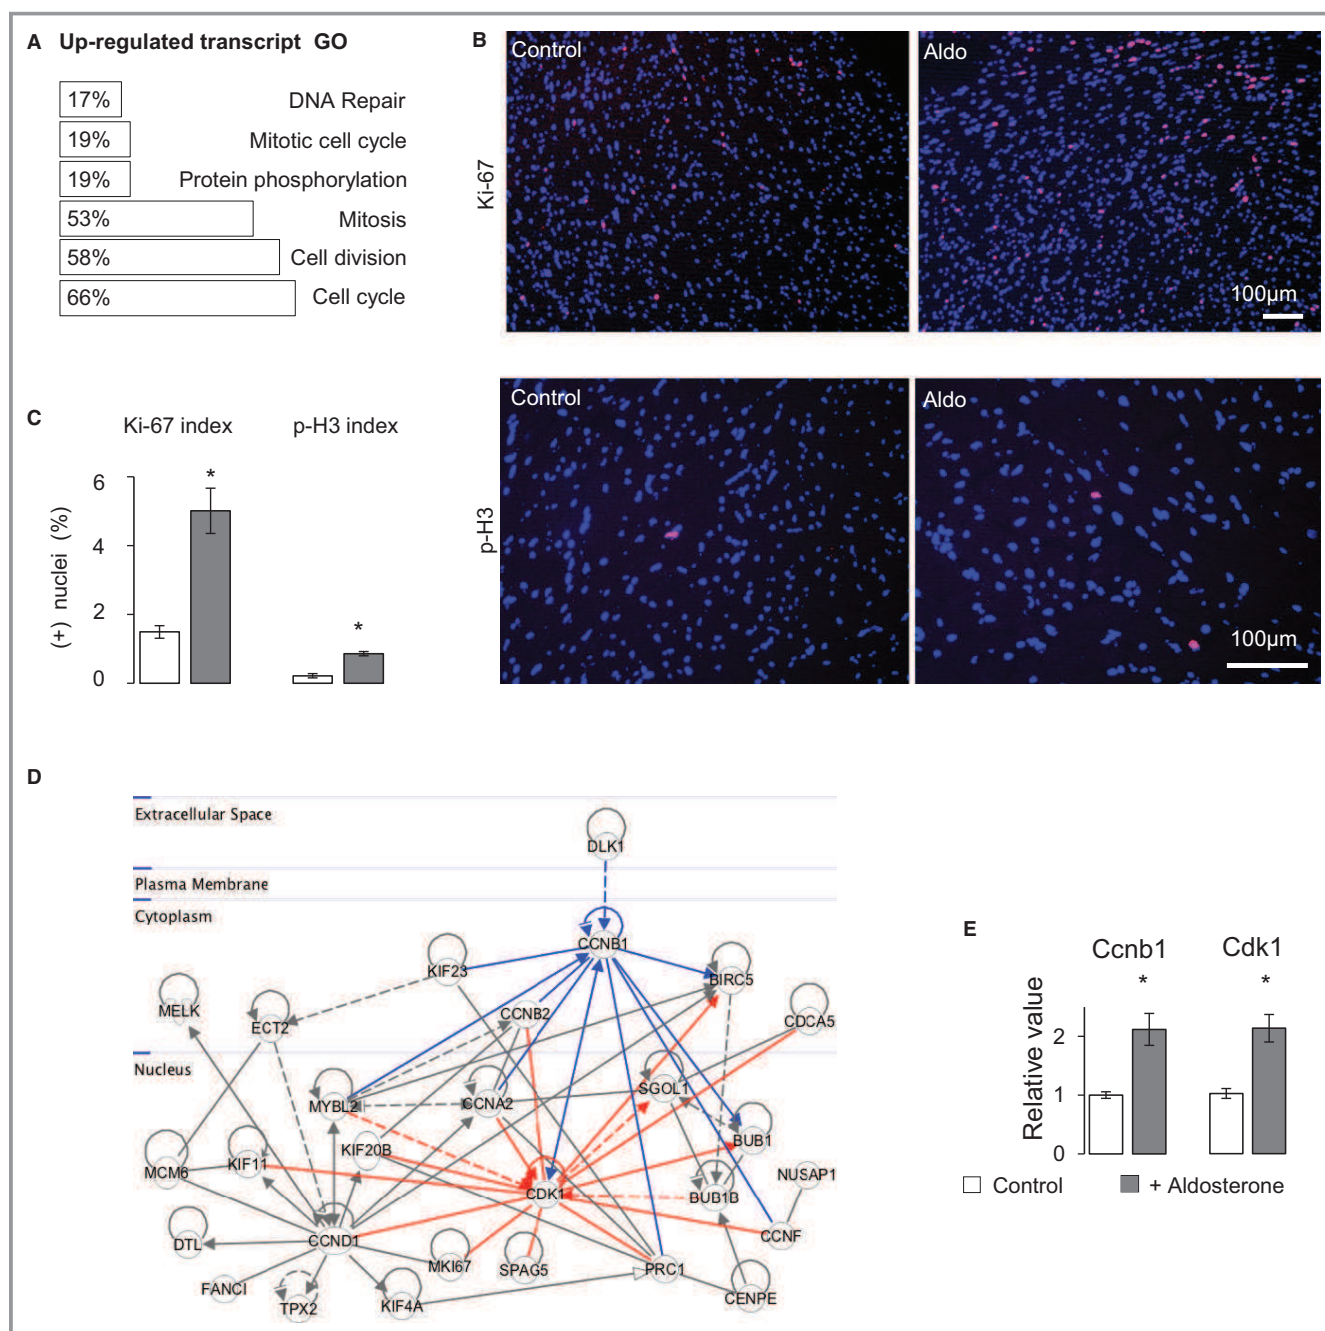 A Up-regulated transcript GO
17% DNA Repair
19% Mitotic cell cycle
19% Protein phosphorylation
53% Mitosis
58% Cell division
66% Cell cycle
B
Control
Aldo
Ki-67
100µm
Control
Aldo
p-H3
100µm
C
Ki-67 index p-H3 index
(+) nuclei (%)
6
4
2
0
*
*
D
Extracellular Space
DLK1
Plasma Membrane
Cytoplasm
CCNB1
KIF23
BIRC5
MELK
ECT2
CCNB2
CDCA5
Nucleus
MYBL2
CCNA2
SGOL1
KIF20B
BUB1
MCM6
KIF11
CDK1
BUB1B
NUSAP1
DTL
CCND1
MKI67
SPAG5
PRC1
CCNF
FANCI
TPX2
KIF4A
CENPE
E
Ccnb1 Cdk1
* *
Relative value
2
1
0
Control + Aldosterone